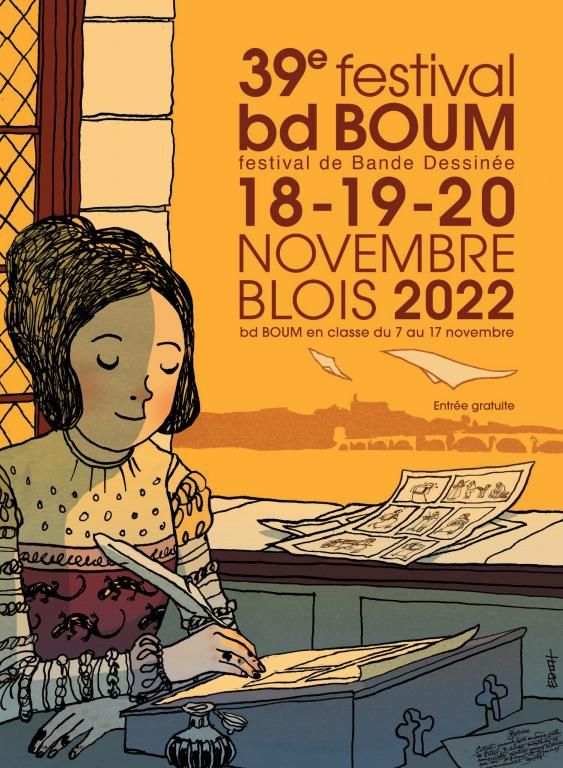 39e festival
bd BOUM
festival de Bande Dessinée
18-19-20
NOVEMBRE
BLOIS 2022
bd BOUM en classe du 7 au 17 novembre
Entrée gratuite
EDITH